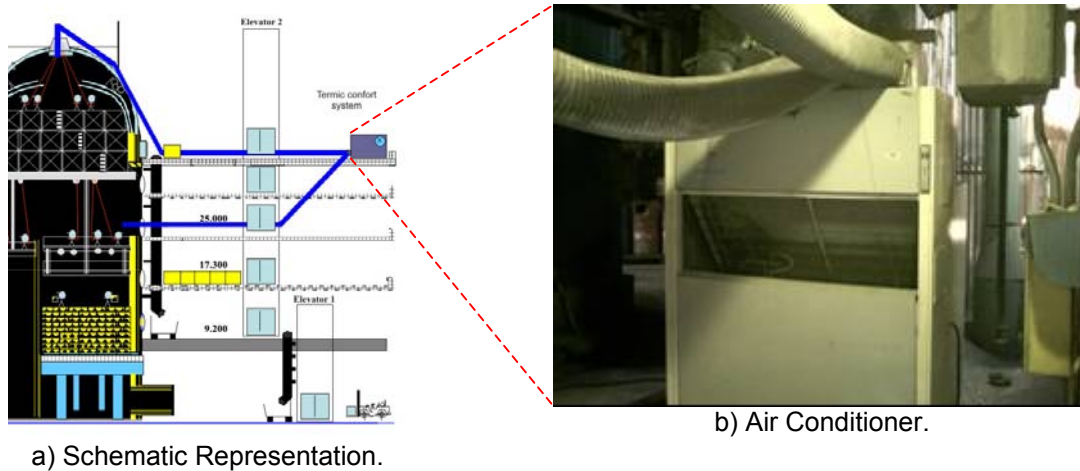 Elevator 2
Termic confort
system
25.000
17.300
Elevator 1
9.200
b) Air Conditioner.
a) Schematic Representation.